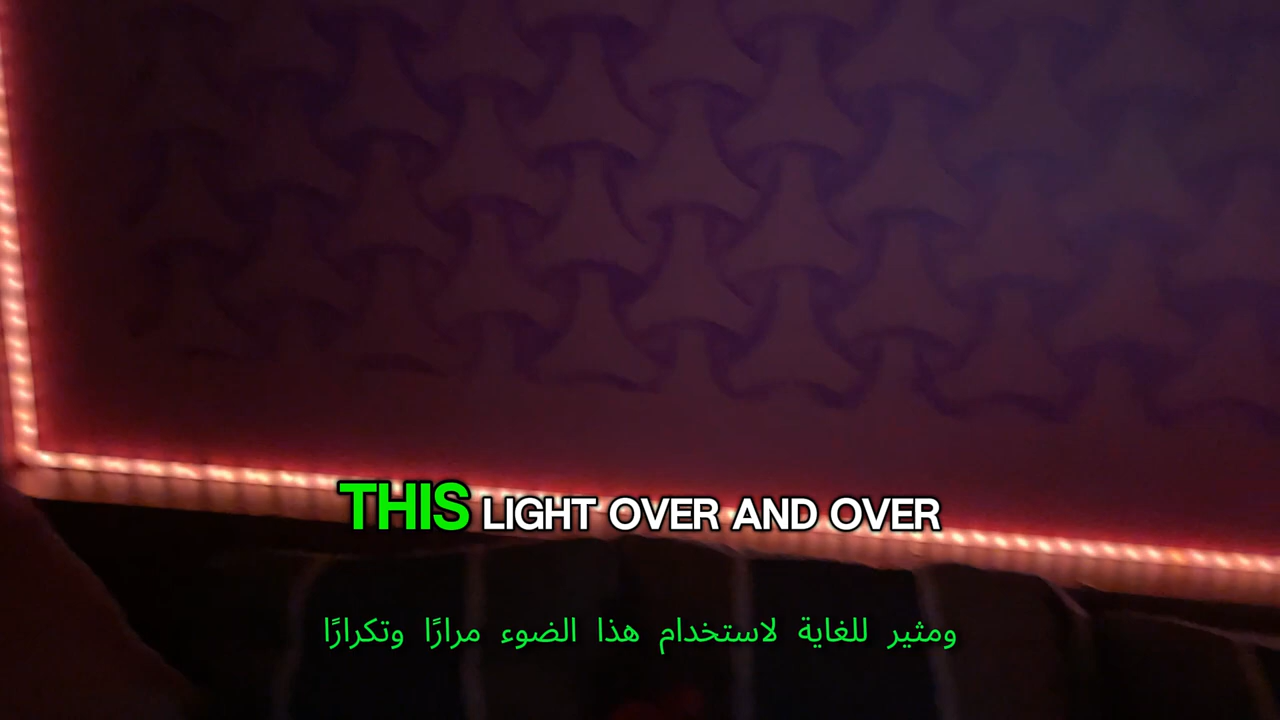 THIS LIGHT OVER AND OVER
ومثير للغاية لاستخدام هذا الضوء مرارًا وتكرارًا